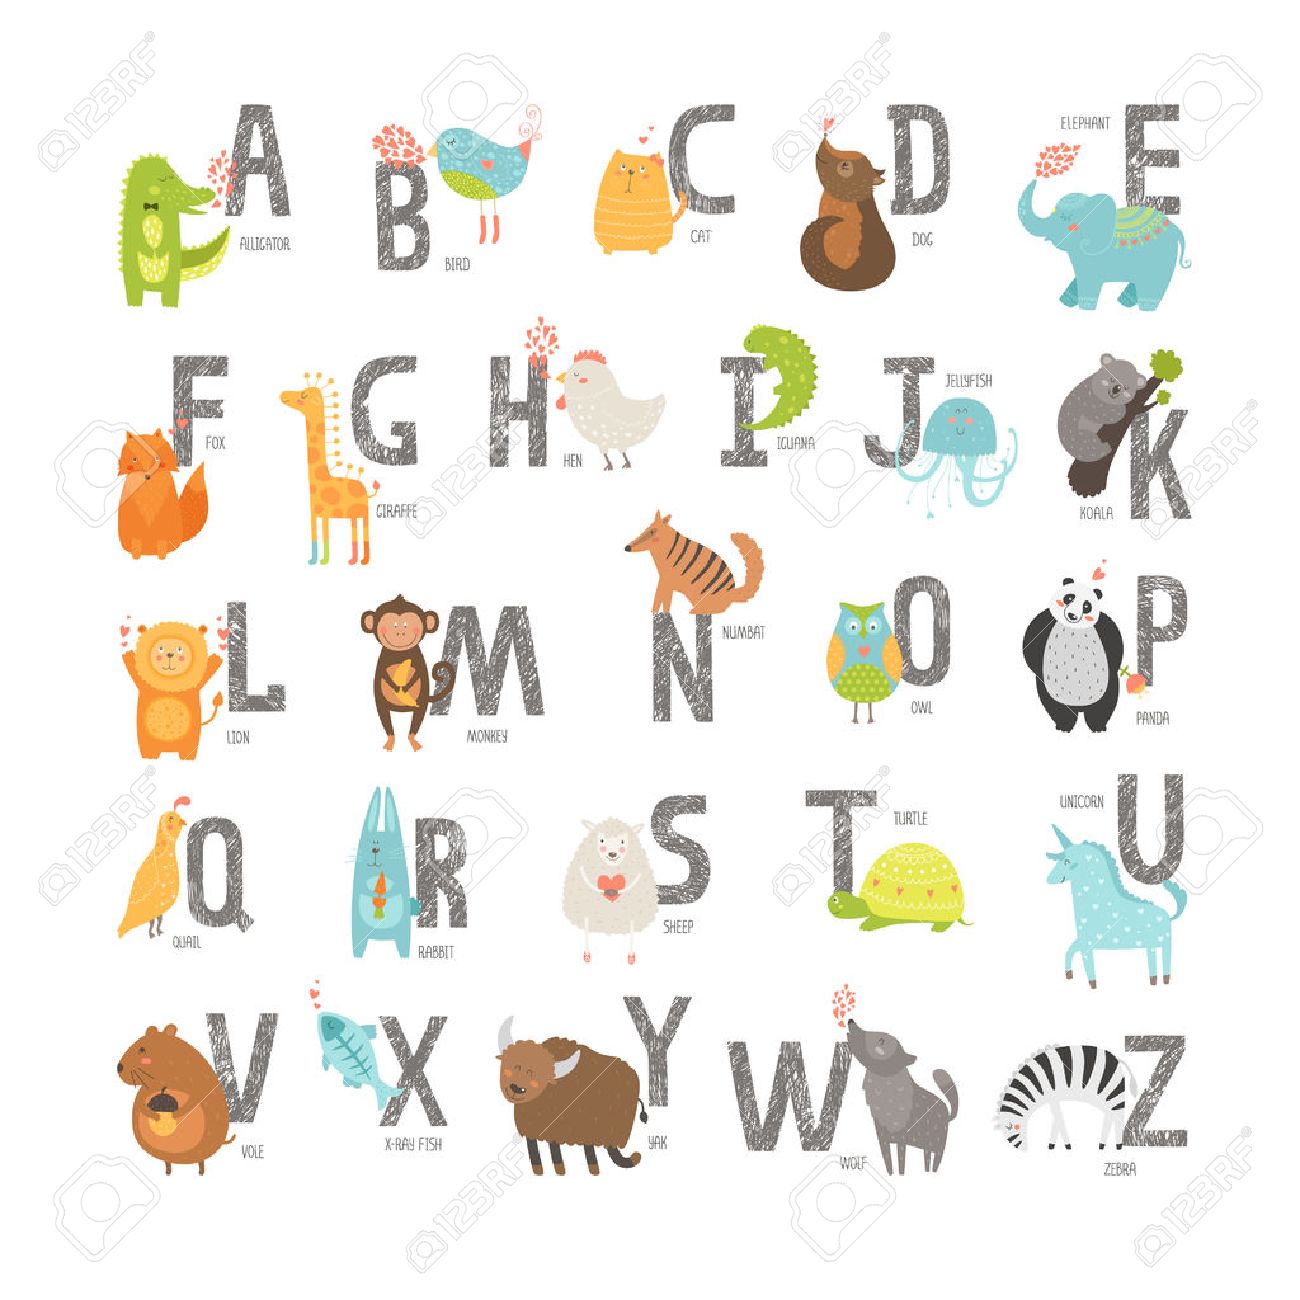 A
ALLIGATOR
B
BIRD
C
CAT
D
DOG
E
ELEPHANT
F
FOX
G
GIRAFFE
H
HEN
I
IGUANA
J
JELLYFISH
K
KOALA
L
LION
M
MONKEY
N
NUMBAT
O
OWL
P
PANDA
Q
QUAIL
R
RABBIT
S
SHEEP
T
TURTLE
U
UNICORN
V
VOLE
X
X-RAY FISH
Y
YAK
W
WOLF
Z
ZEBRA
123RF